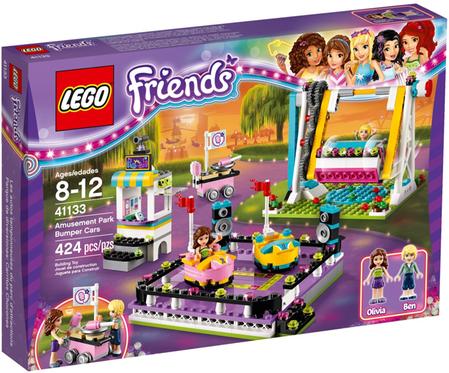 LEGO
Friends
41133
Ages/edades
8-12
41133
Amusement Park
Bumper Cars
424 pcs/pzs
Building Toy
Jouet de construction
Juguete para Construir
Olivia
Ben